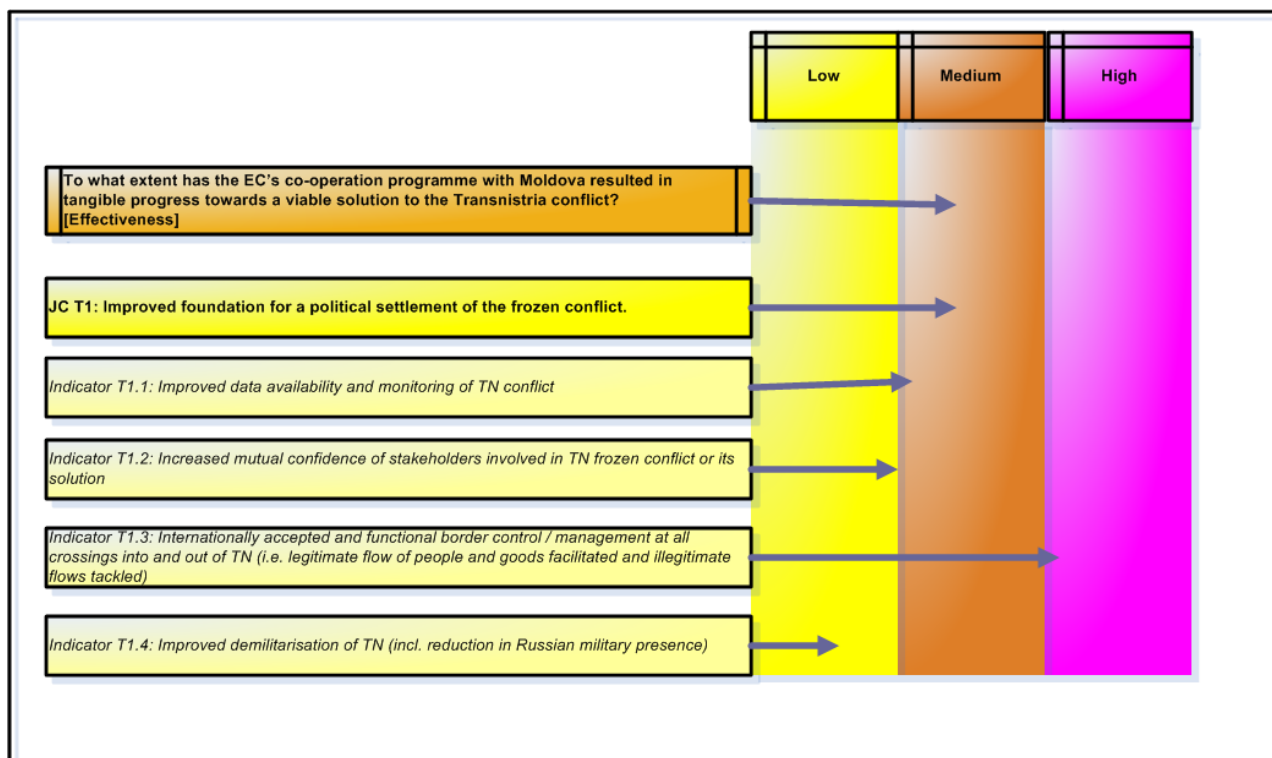 Low
Medium
High
To what extent has the EC's co-operation programme with Moldova resulted in
tangible progress towards a viable solution to the Transnistria conflict?
[Effectiveness]
JC T1: Improved foundation for a political settlement of the frozen conflict.
Indicator T1.1: Improved data availability and monitoring of TN conflict
Indicator T1.2: Increased mutual confidence of stakeholders involved in TN frozen conflict or its
solution
Indicator T1.3: Internationally accepted and functional border control / management at all
crossings into and out of TN (i.e. legitimate flow of people and goods facilitated and illegitimate
flows tackled)
Indicator T1.4: Improved demilitarisation of TN (incl. reduction in Russian military presence)